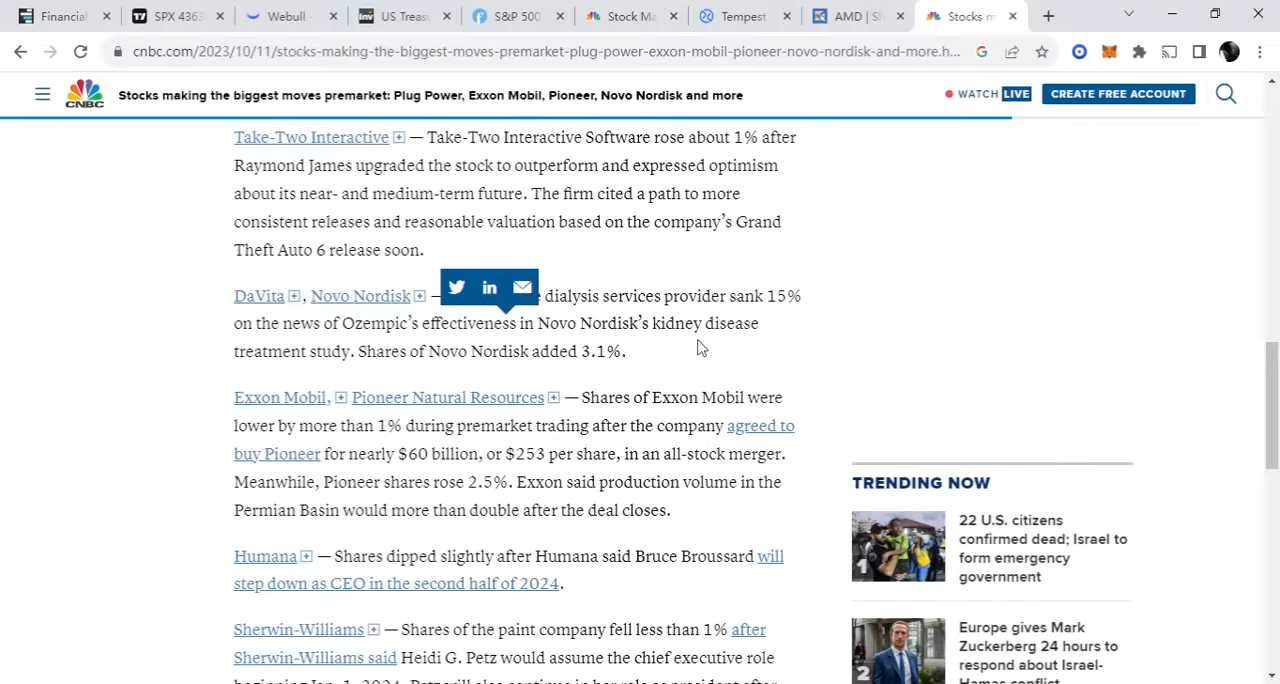 Financial
SPX 4363
Webull -
US Treas
S&P 500
Stock Ma
Tempest
AMD | Sh
Stocks m
cnbc.com/2023/10/11/stocks-making-the-biggest-moves-premarket-plug-power-exxon-mobil-pioneer-novo-nordisk-and-more.h...
CNBC
Stocks making the biggest moves premarket: Plug Power, Exxon Mobil, Pioneer, Novo Nordisk and more
WATCH LIVE
CREATE FREE ACCOUNT
Take-Two Interactive — Take-Two Interactive Software rose about 1% after
Raymond James upgraded the stock to outperform and expressed optimism
about its near- and medium-term future. The firm cited a path to more
consistent releases and reasonable valuation based on the company’s Grand
Theft Auto 6 release soon.
DaVita, Novo Nordisk — dialysis services provider sank 15%
on the news of Ozempic’s effectiveness in Novo Nordisk’s kidney disease
treatment study. Shares of Novo Nordisk added 3.1%.
Exxon Mobil, Pioneer Natural Resources — Shares of Exxon Mobil were
lower by more than 1% during premarket trading after the company agreed to
buy Pioneer for nearly $60 billion, or $253 per share, in an all-stock merger.
Meanwhile, Pioneer shares rose 2.5%. Exxon said production volume in the
Permian Basin would more than double after the deal closes.
Humana — Shares dipped slightly after Humana said Bruce Broussard will
step down as CEO in the second half of 2024.
Sherwin-Williams — Shares of the paint company fell less than 1% after
Sherwin-Williams said Heidi G. Petz would assume the chief executive role
TRENDING NOW
1
22 U.S. citizens
confirmed dead; Israel to
form emergency
government
2
Europe gives Mark
Zuckerberg 24 hours to
respond about Israel-
Hamas conflict